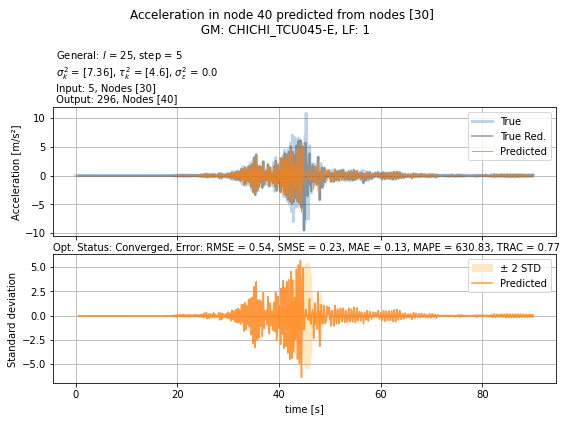 Acceleration in node 40 predicted from nodes [30]
GM: CHICHI_TCU045-E, LF: 1
General: l = 25, step = 5
σ²ₖ = [7.36], τ²ₖ = [4.6], σ²ε = 0.0
Input: 5, Nodes [30]
Output: 296, Nodes [40]
Acceleration [m/s²]
10
5
0
−5
−10
True
True Red.
Predicted
Opt. Status: Converged, Error: RMSE = 0.54, SMSE = 0.23, MAE = 0.13, MAPE = 630.83, TRAC = 0.77
Standard deviation
5.0
2.5
0.0
−2.5
−5.0
± 2 STD
Predicted
0 20 40 60 80
time [s]